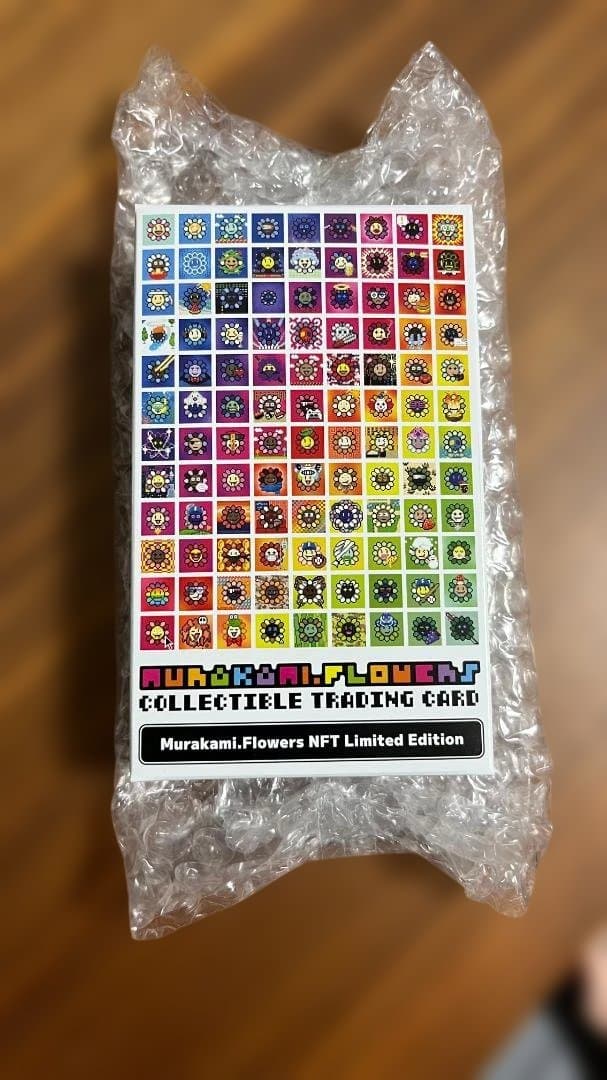 MURAKAMI.FLOWERS
COLLECTIBLE TRADING CARD
Murakami.Flowers NFT Limited Edition